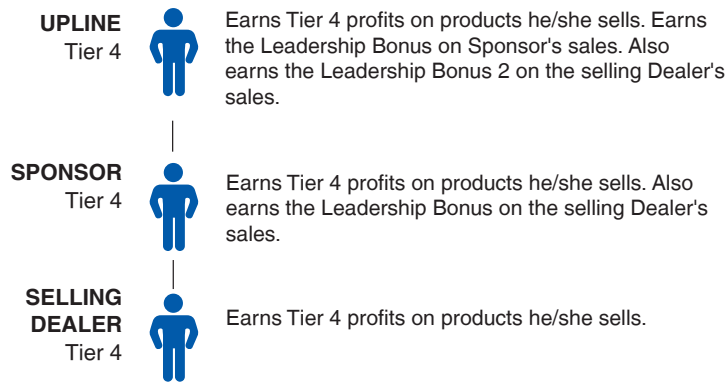 UPLINE
Tier 4
Earns Tier 4 profits on products he/she sells. Earns
the Leadership Bonus on Sponsor's sales. Also
earns the Leadership Bonus 2 on the selling Dealer's
sales.
SPONSOR
Tier 4
Earns Tier 4 profits on products he/she sells. Also
earns the Leadership Bonus on the selling Dealer's
sales.
SELLING
DEALER
Tier 4
Earns Tier 4 profits on products he/she sells.